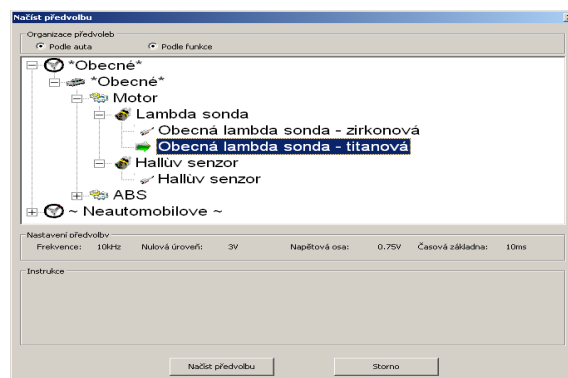 Načíst předvolbu
Organizace předvoleb
Podle auta Podle funkce
*Obecné*
*Obecné*
Motor
Lambda sonda
Obecná lambda sonda - zirkonová
Obecná lambda sonda - titanová
Hallùv senzor
Hallùv senzor
ABS
~ Neautomobilove ~
Nastavení předvolby
Frekvence: 10kHz Nulová úroveň: 3V Napěťová osa: 0.75V Časová základna: 10ms
Instrukce
Načíst předvolbu Storno